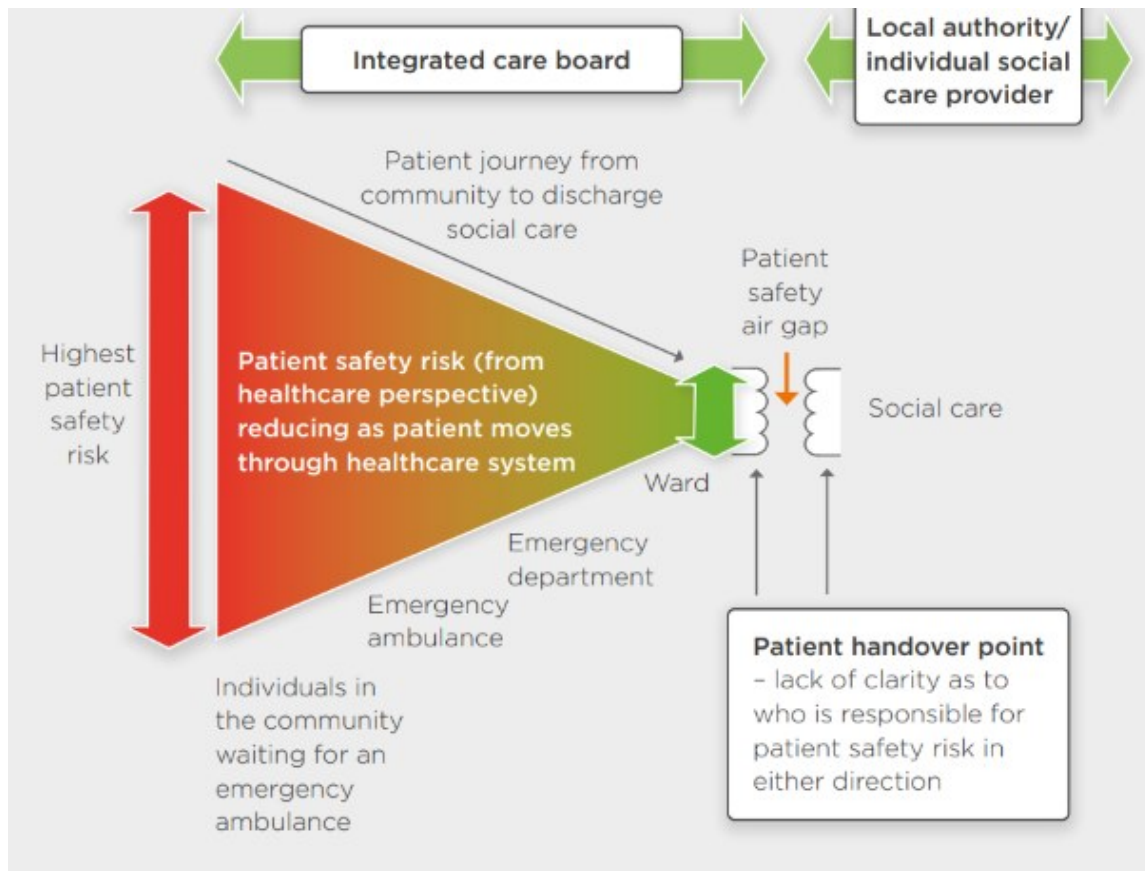 Integrated care board
Local authority/
individual social
care provider
Patient journey from
community to discharge
social care
Patient
safety
air gap
Highest
patient
safety
risk
Patient safety risk (from
healthcare perspective)
reducing as patient moves
through healthcare system
Social care
Ward
Emergency
department
Emergency
ambulance
Individuals in
the community
waiting for an
emergency
ambulance
Patient handover point
– lack of clarity as to
who is responsible for
patient safety risk in
either direction